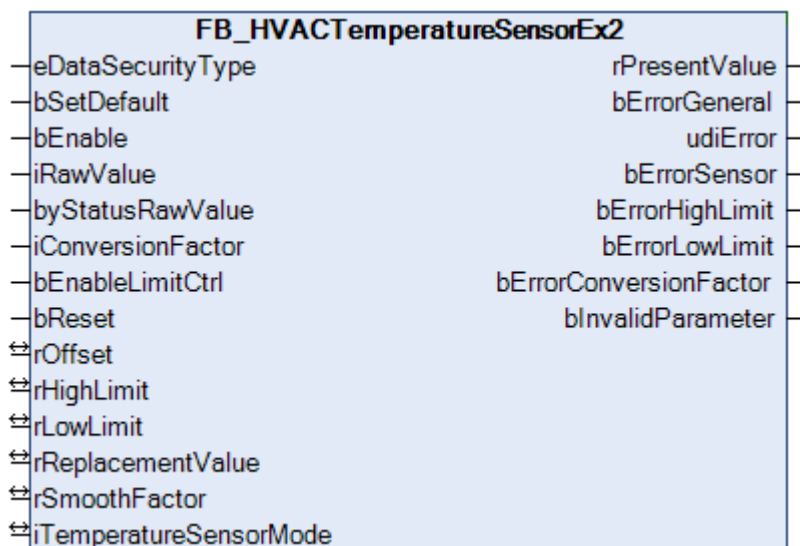 FB_HVACTemperatureSensorEx2
eDataSecurityType rPresentValue
bSetDefault bErrorGeneral
bEnable udiError
iRawValue bErrorSensor
byStatusRawValue bErrorHighLimit
iConversionFactor bErrorLowLimit
bEnableLimitCtrl bErrorConversionFactor
bReset bInvalidParameter
rOffset
rHighLimit
rLowLimit
rReplacementValue
rSmoothFactor
iTemperatureSensorMode